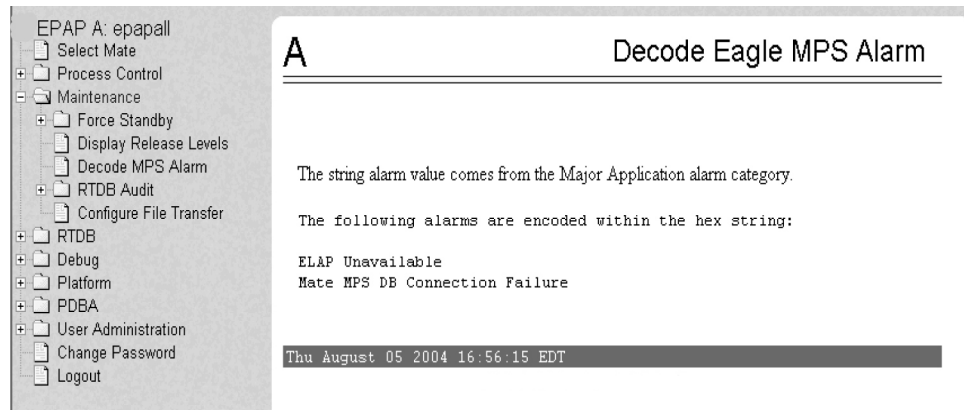 EPAP A: epapall
Select Mate
Process Control
Maintenance
Force Standby
Display Release Levels
Decode MPS Alarm
RTDB Audit
Configure File Transfer
RTDB
Debug
Platform
PDBA
User Administration
Change Password
Logout
A
Decode Eagle MPS Alarm
The string alarm value comes from the Major Application alarm category.
The following alarms are encoded within the hex string:
ELAP Unavailable
Mate MPS DB Connection Failure
Thu August 05 2004 16:56:15 EDT